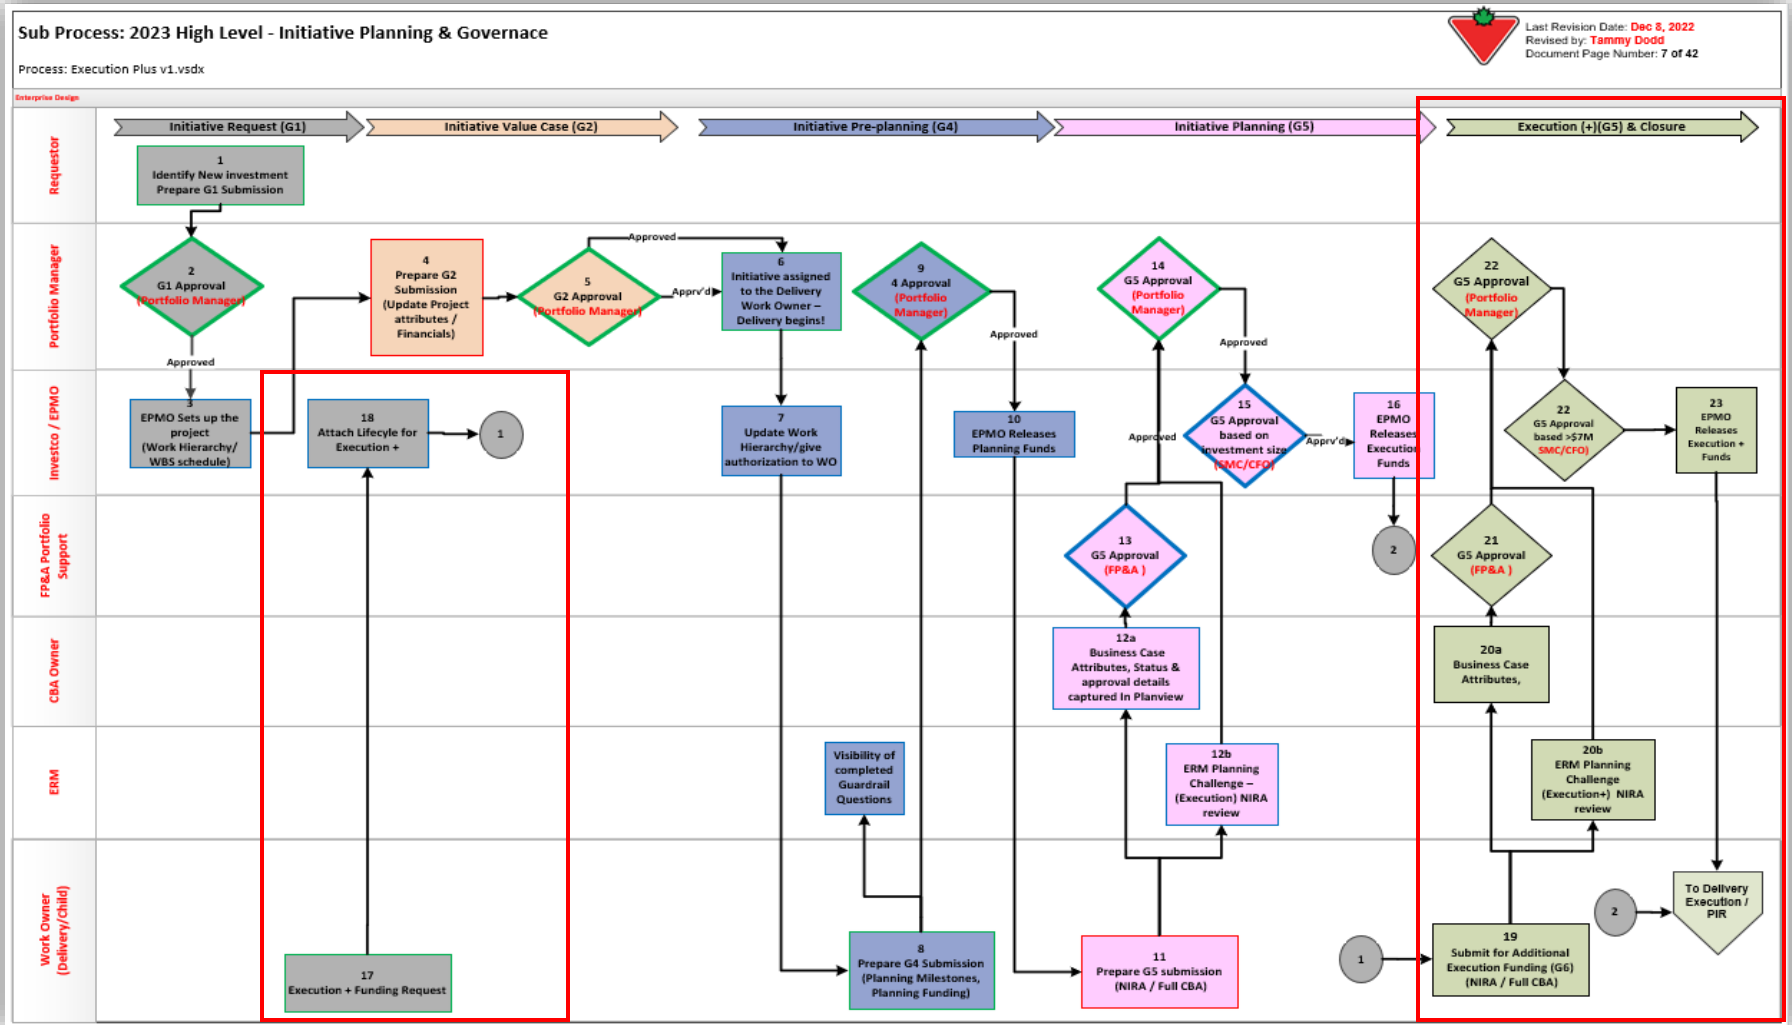 Sub Process: 2023 High Level - Initiative Planning & Governace
Process: Execution Plus v1.vsdx
Last Revision Date: Dec 8, 2022
Revised by: Tammy Dodd
Document Page Number: 7 of 42
Enterprise Design
Initiative Request (G1)
Initiative Value Case (G2)
Initiative Pre-planning (G4)
Initiative Planning (G5)
Execution (+)(G5) & Closure
Requestor
1
Identify New investment
Prepare G1 Submission
Portfolio Manager
2
G1 Approval
(Portfolio Manager)
Approved
4
Prepare G2
Submission
(Update Project
attributes /
Financials)
5
G2 Approval
(Portfolio Manager)
Approved
Apprv'd
6
Initiative assigned
to the Delivery
Work Owner –
Delivery begins!
9
4 Approval
(Portfolio
Manager)
Approved
14
G5 Approval
(Portfolio
Manager)
Approved
22
G5 Approval
(Portfolio
Manager)
Investco / EPMO
3
EPMO Sets up the
project
(Work Hierarchy/
WBS schedule)
18
Attach Lifecyle for
Execution +
1
7
Update Work
Hierarchy/give
authorization to WO
10
EPMO Releases
Planning Funds
Approved
15
G5 Approval
based on
investment size
(SMC/CFO)
Apprv'd
16
EPMO
Releases
Execution
Funds
22
G5 Approval
based >$7M
SMC/CFO)
23
EPMO
Releases
Execution +
Funds
FP&A Portfolio
Support
13
G5 Approval
(FP&A )
2
21
G5 Approval
(FP&A )
CBA Owner
12a
Business Case
Attributes, Status &
approval details
captured In Planview
20a
Business Case
Attributes,
ERM
Visibility of
completed
Guardrail
Questions
12b
ERM Planning
Challenge –
(Execution) NIRA
review
20b
ERM Planning
Challenge
(Execution+) NIRA
review
Work Owner
(Delivery/Child)
17
Execution + Funding Request
8
Prepare G4 Submission
(Planning Milestones,
Planning Funding)
11
Prepare G5 submission
(NIRA / Full CBA)
1
19
Submit for Additional
Execution Funding (G6)
(NIRA / Full CBA)
2
To Delivery
Execution /
PIR